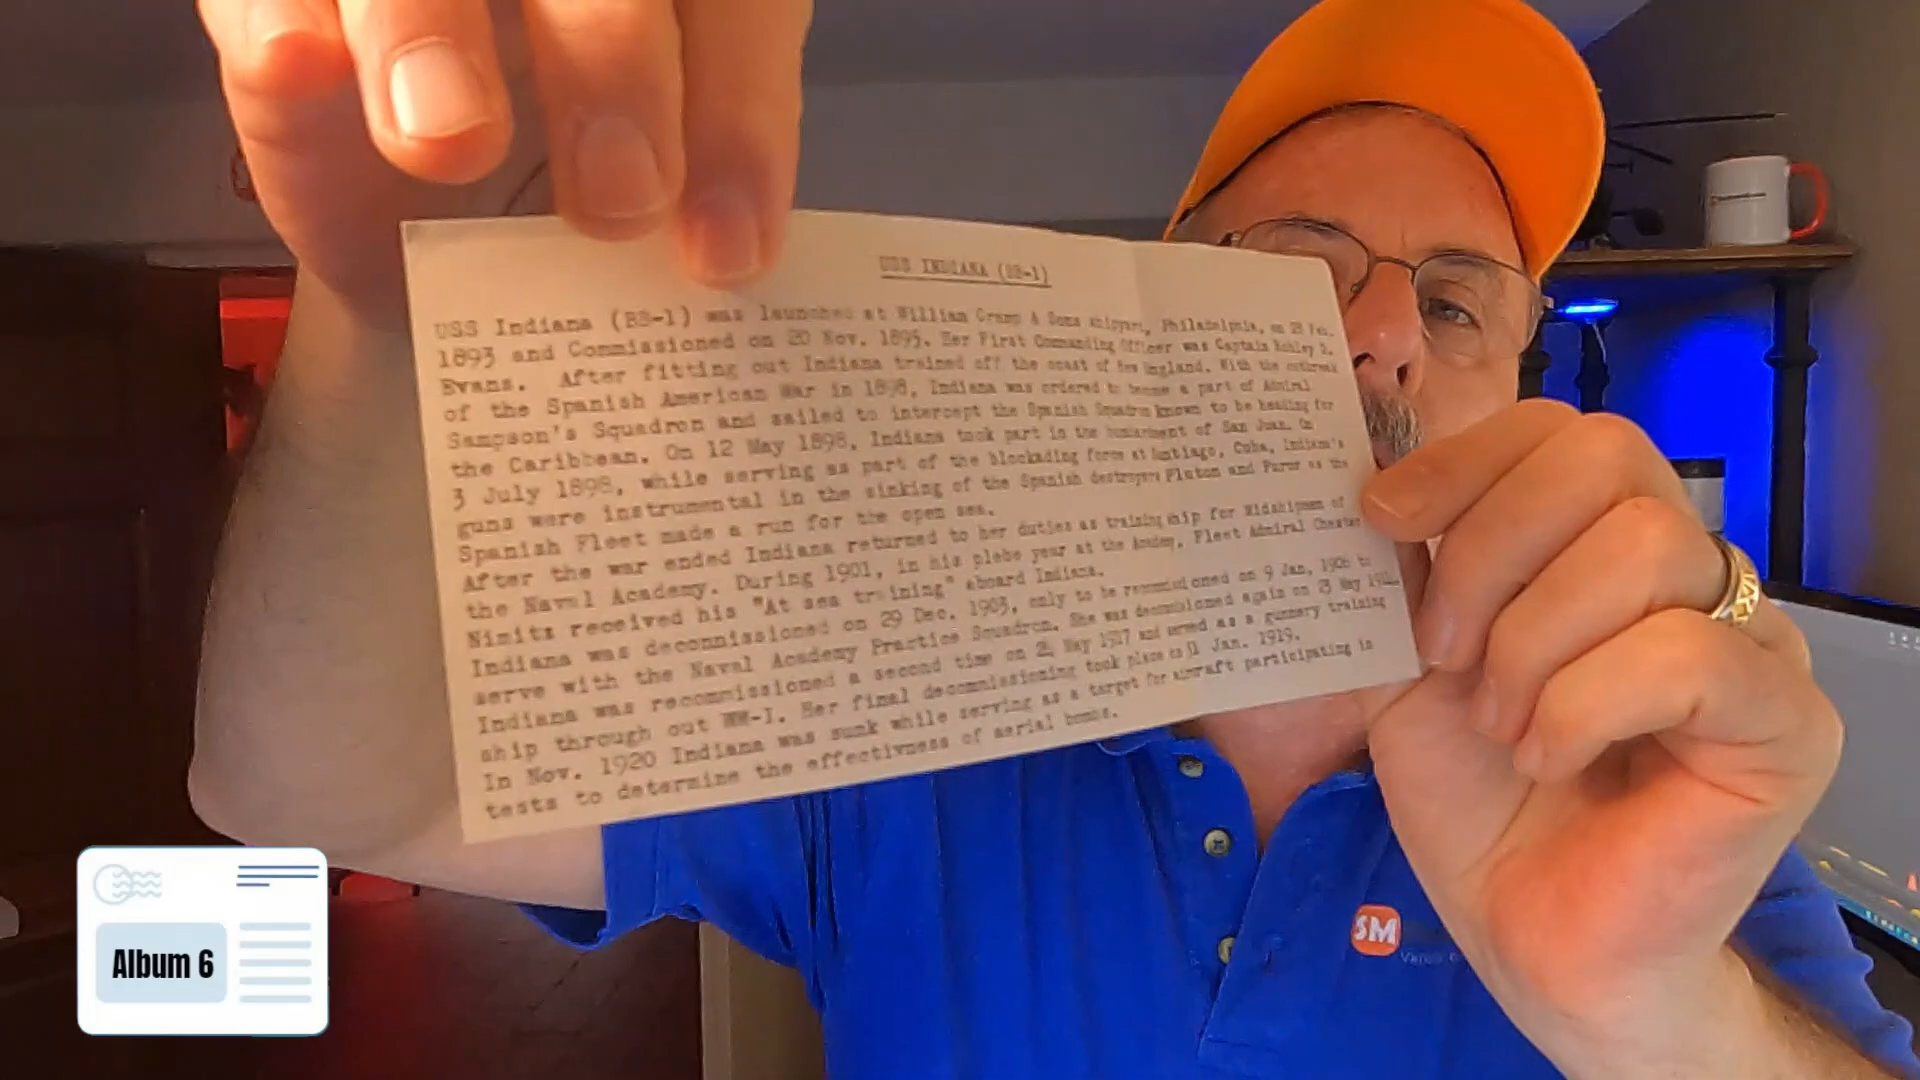 USS INDIANA (BB-1)
USS Indiana (BB-1) was launched at William Cramp & Sons shipyard, Philadelphia, on 28 Feb.
1893 and Commissioned on 20 Nov. 1895. Her First Commanding Officer was Captain Robley D.
Evans. After fitting out Indiana trained off the coast of New England. With the outbreak
of the Spanish American War in 1898, Indiana was ordered to become a part of Admiral
Sampson's Squadron and sailed to intercept the Spanish Squadron known to be heading for
the Caribbean. On 12 May 1898, Indiana took part in the bombardment of San Juan. On
3 July 1898, while serving as part of the blockading force at Santiago, Cuba, Indiana's
guns were instrumental in the sinking of the Spanish destroyers Pluton and Furor as the
Spanish Fleet made a run for the open sea.
After the war ended Indiana returned to her duties as training ship for Midshipmen of
the Naval Academy. During 1901, in his plebe year at the Academy, Fleet Admiral Chester
Nimitz received his "At sea training" aboard Indiana.
Indiana was decommissioned on 29 Dec. 1903, only to be recommissioned on 9 Jan. 1906 to
serve with the Naval Academy Practice Squadron. She was decommissioned again on 23 May
Indiana was recommissioned a second time on May 1917 and served as a gunnery training
ship through out WW-I. Her final decommissioning took place on 31 Jan. 1919.
In Nov. 1920 Indiana was sunk while serving as a target for aircraft participating in
tests to determine the effectivness of aerial bombs.
SM
Album 6